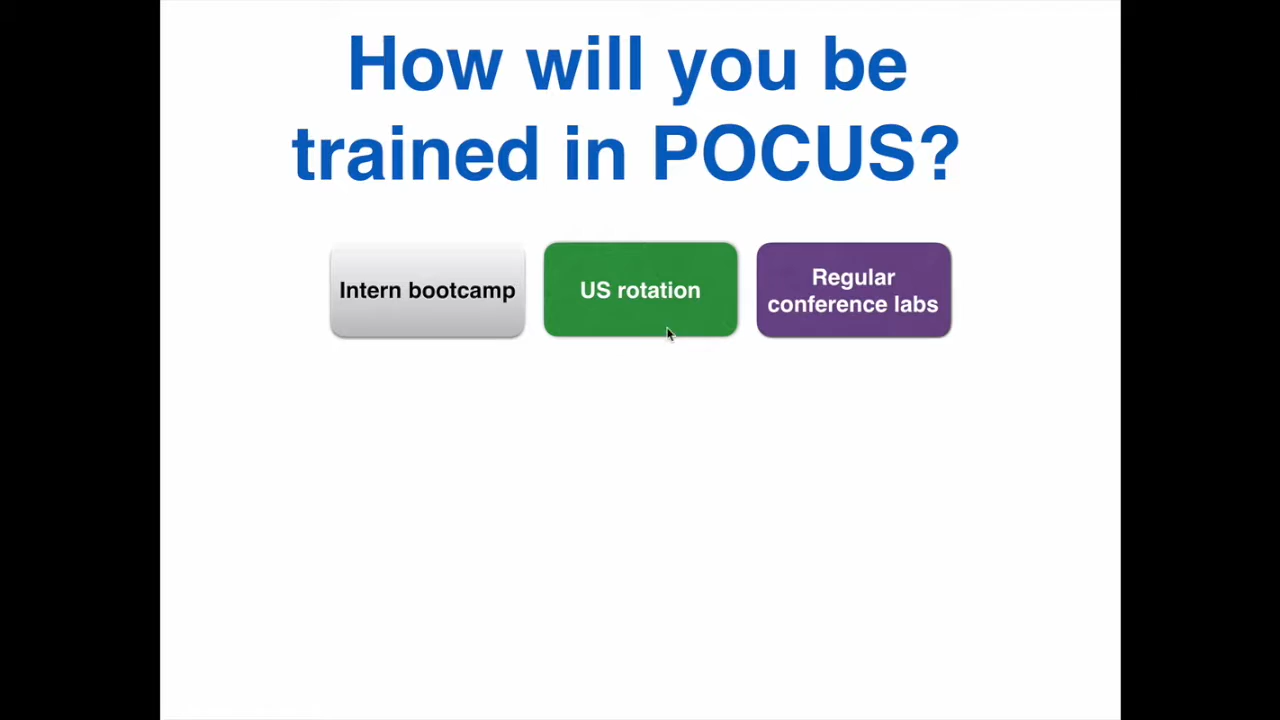 How will you be
trained in POCUS?
Intern bootcamp
US rotation
Regular
conference labs